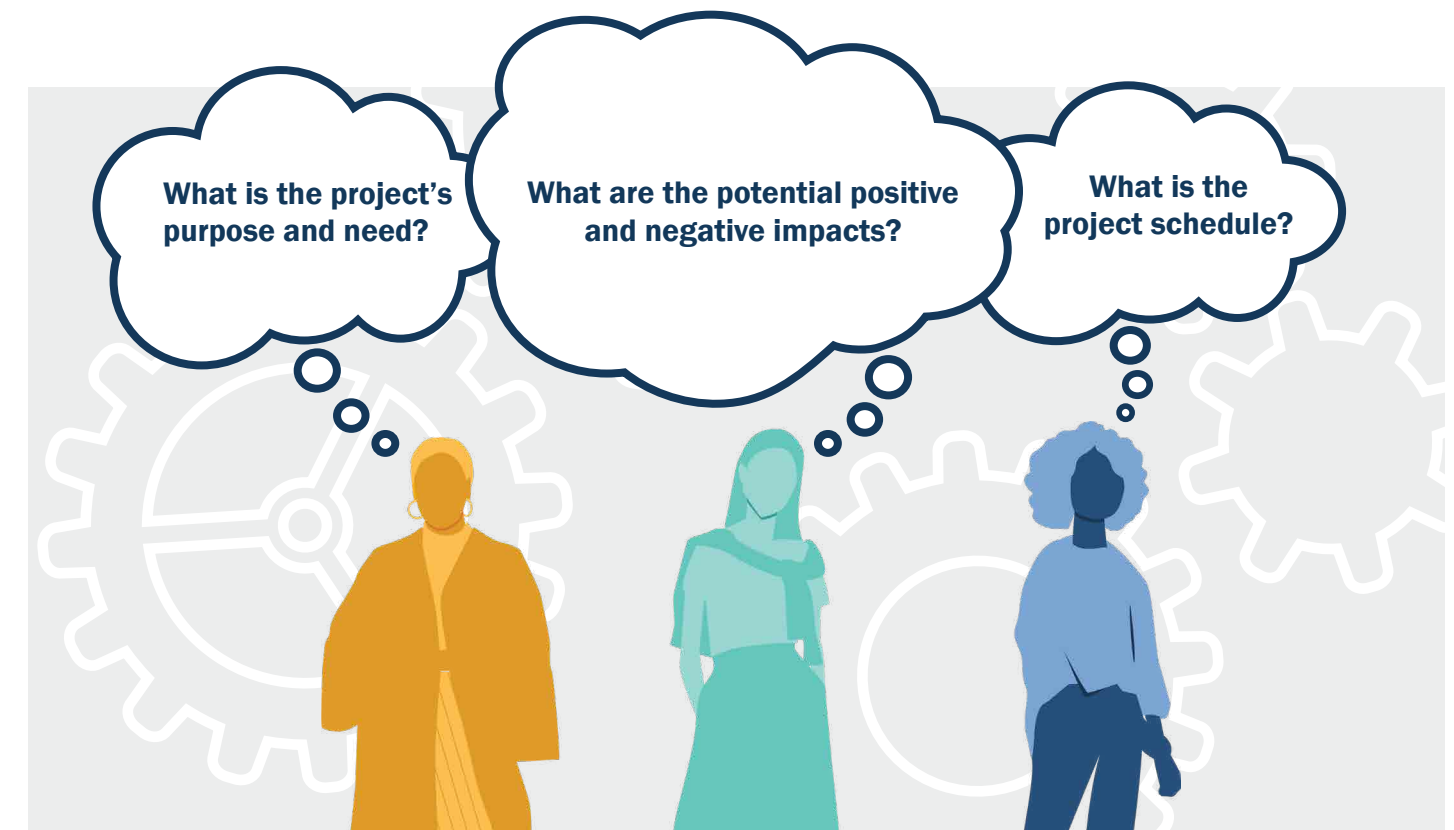 What is the project’s
purpose and need?
What are the potential positive
and negative impacts?
What is the
project schedule?